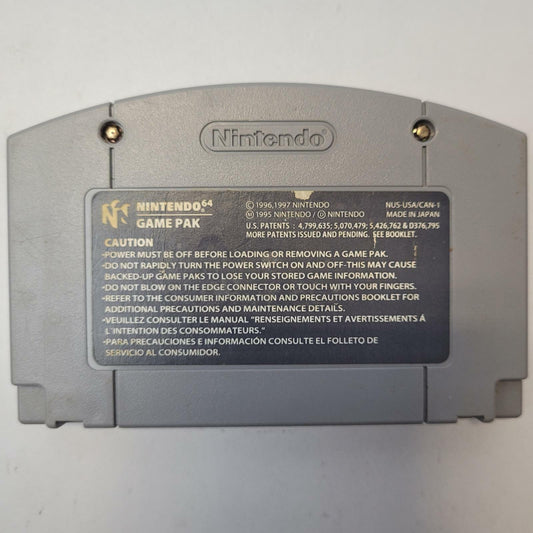 Nintendo®
NINTENDO64
GAME PAK
©1996,1997 NINTENDO
Ⓜ1995 NINTENDO / Ⓓ NINTENDO
NUS-USA/CAN-1
MADE IN JAPAN
U.S. PATENTS : 4,799,635; 5,070,479; 5,426,762 & D376,795
MORE PATENTS ISSUED AND PENDING. SEE BOOKLET.
CAUTION
•POWER MUST BE OFF BEFORE LOADING OR REMOVING A GAME PAK.
•DO NOT RAPIDLY TURN THE POWER SWITCH ON AND OFF-THIS MAY CAUSE
BACKED-UP GAME PAKS TO LOSE YOUR STORED GAME INFORMATION.
•DO NOT BLOW ON THE EDGE CONNECTOR OR TOUCH WITH YOUR FINGERS.
•REFER TO THE CONSUMER INFORMATION AND PRECAUTIONS BOOKLET FOR
ADDITIONAL PRECAUTIONS AND MAINTENANCE DETAILS.
•VEUILLEZ CONSULTER LE MANUAL "RENSEIGNEMENTS ET AVERTISSEMENTS Á
L'INTENTION DES CONSOMMATEURS."
•PARA PRECAUCIONES E INFORMACIÓN CONSULTE EL FOLLETO DE
SERVICIO AL CONSUMIDOR.